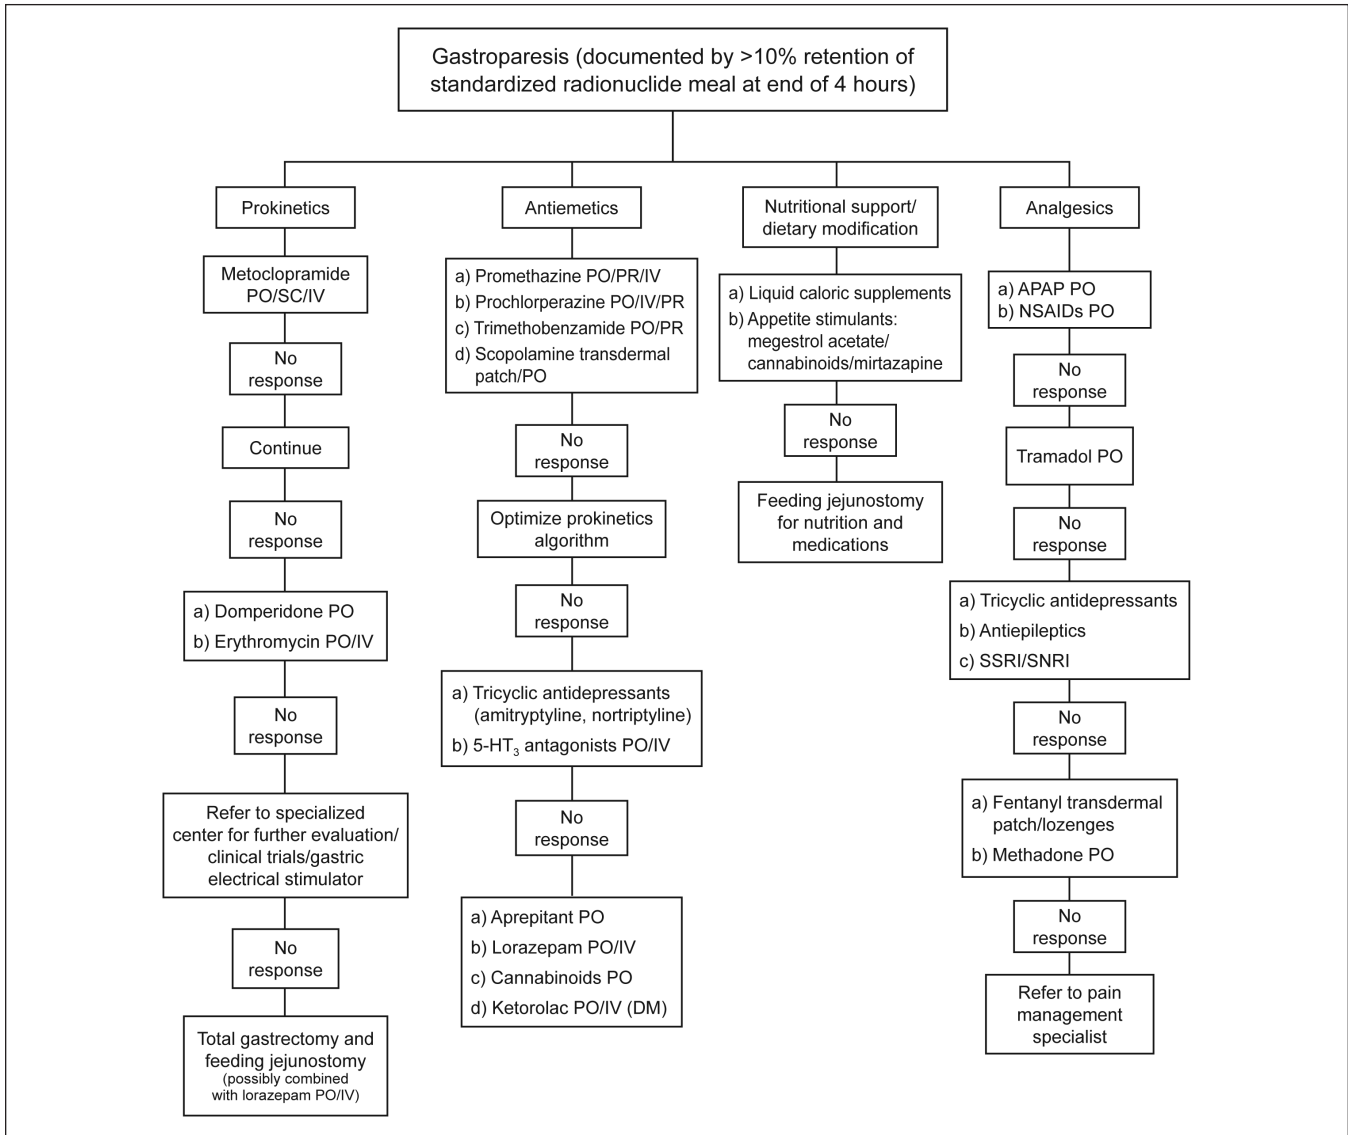 Gastroparesis (documented by >10% retention of
standardized radionuclide meal at end of 4 hours)
Prokinetics
Metoclopramide
PO/SC/IV
No
response
Continue
No
response
a) Domperidone PO
b) Erythromycin PO/IV
No
response
Refer to specialized
center for further evaluation/
clinical trials/gastric
electrical stimulator
No
response
Total gastrectomy and
feeding jejunostomy
(possibly combined
with lorazepam PO/IV)
Antiemetics
a) Promethazine PO/PR/IV
b) Prochlorperazine PO/IV/PR
c) Trimethobenzamide PO/PR
d) Scopolamine transdermal
patch/PO
No
response
Optimize prokinetics
algorithm
No
response
a) Tricyclic antidepressants
(amitryptyline, nortriptyline)
b) 5-HT₃ antagonists PO/IV
No
response
a) Aprepitant PO
b) Lorazepam PO/IV
c) Cannabinoids PO
d) Ketorolac PO/IV (DM)
Nutritional support/
dietary modification
a) Liquid caloric supplements
b) Appetite stimulants:
megestrol acetate/
cannabinoids/mirtazapine
No
response
Feeding jejunostomy
for nutrition and
medications
Analgesics
a) APAP PO
b) NSAIDs PO
No
response
Tramadol PO
No
response
a) Tricyclic antidepressants
b) Antiepileptics
c) SSRI/SNRI
No
response
a) Fentanyl transdermal
patch/lozenges
b) Methadone PO
No
response
Refer to pain
management
specialist